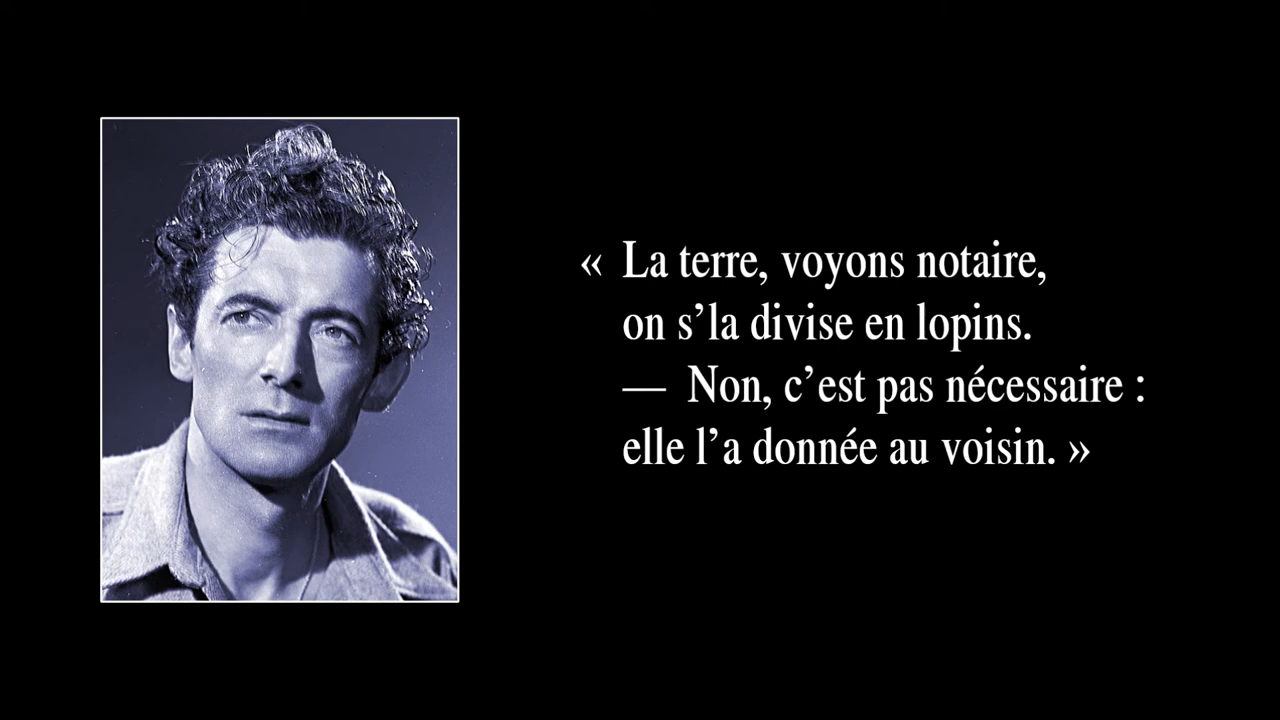 « La terre, voyons notaire,
on s’la divise en lopins.
— Non, c’est pas nécessaire :
elle l’a donnée au voisin. »